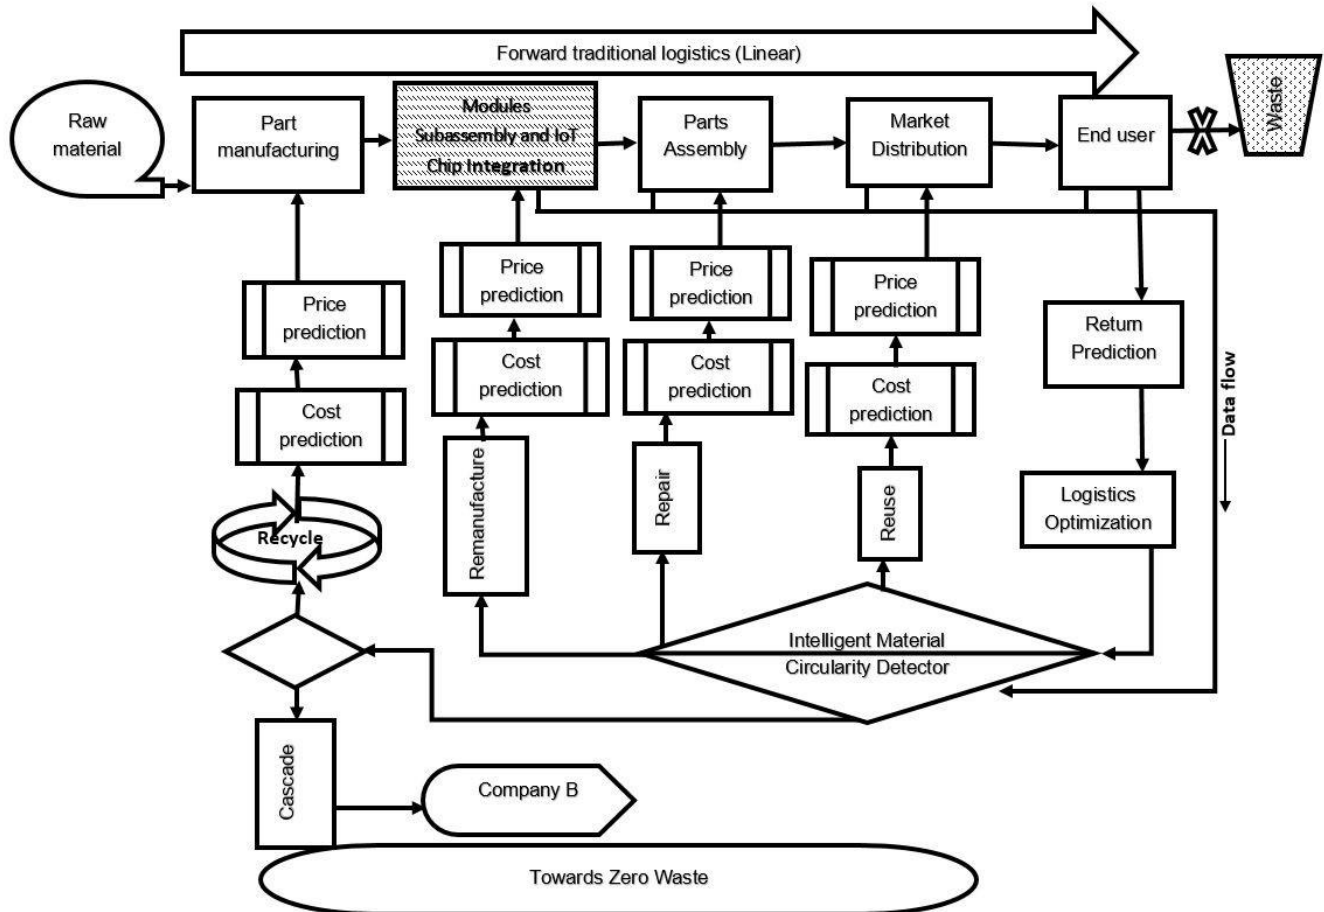 Forward traditional logistics (Linear)
Raw
material
Part
manufacturing
Modules
Subassembly and IoT
Chip Integration
Parts
Assembly
Market
Distribution
End user
Waste
Price
prediction
Price
prediction
Price
prediction
Price
prediction
Return
Prediction
Cost
prediction
Cost
prediction
Cost
prediction
Cost
prediction
Data flow
Logistics
Optimization
Recycle
Remanufacture
Repair
Reuse
Intelligent Material
Circularity Detector
Cascade
Company B
Towards Zero Waste